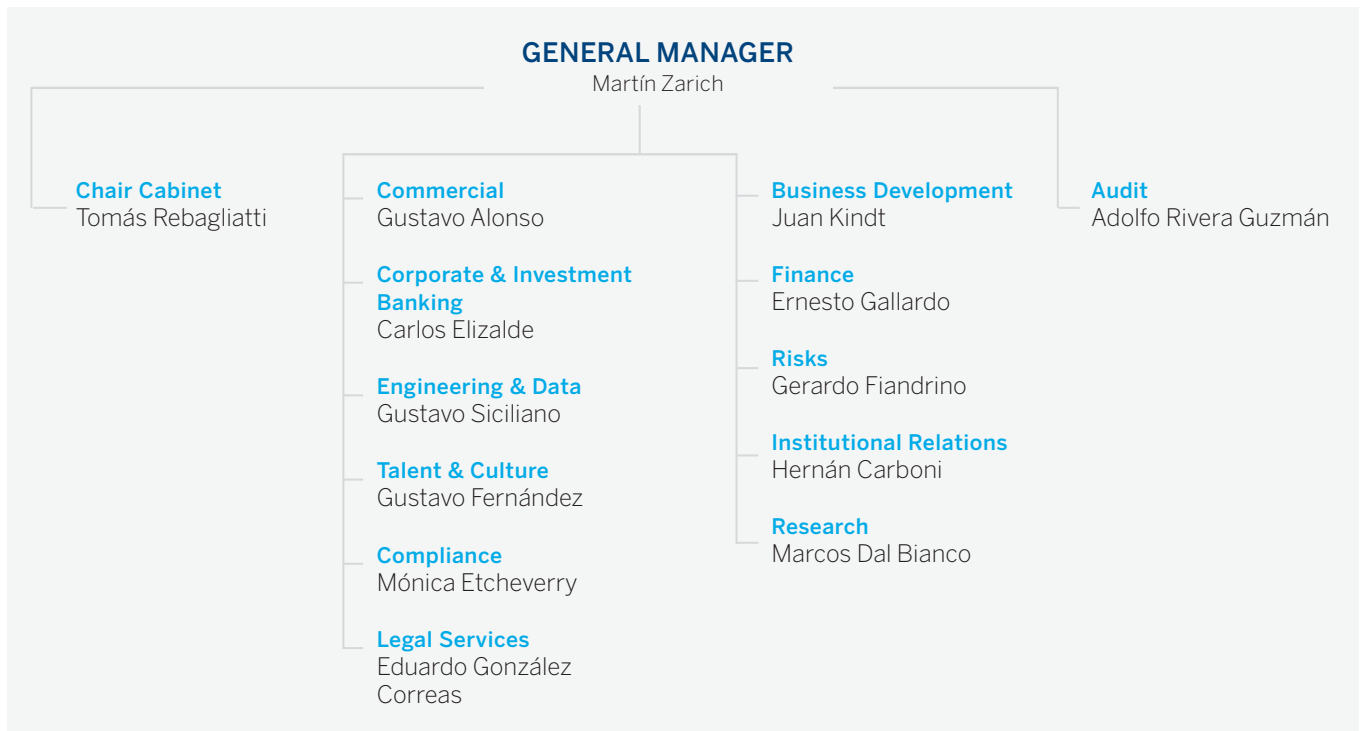 GENERAL MANAGER
Martín Zarich
Chair Cabinet
Tomás Rebagliatti
Commercial
Gustavo Alonso
Corporate & Investment
Banking
Carlos Elizalde
Engineering & Data
Gustavo Siciliano
Talent & Culture
Gustavo Fernández
Compliance
Mónica Etcheverry
Legal Services
Eduardo González
Correas
Business Development
Juan Kindt
Finance
Ernesto Gallardo
Risks
Gerardo Fiandrino
Institutional Relations
Hernán Carboni
Research
Marcos Dal Bianco
Audit
Adolfo Rivera Guzmán